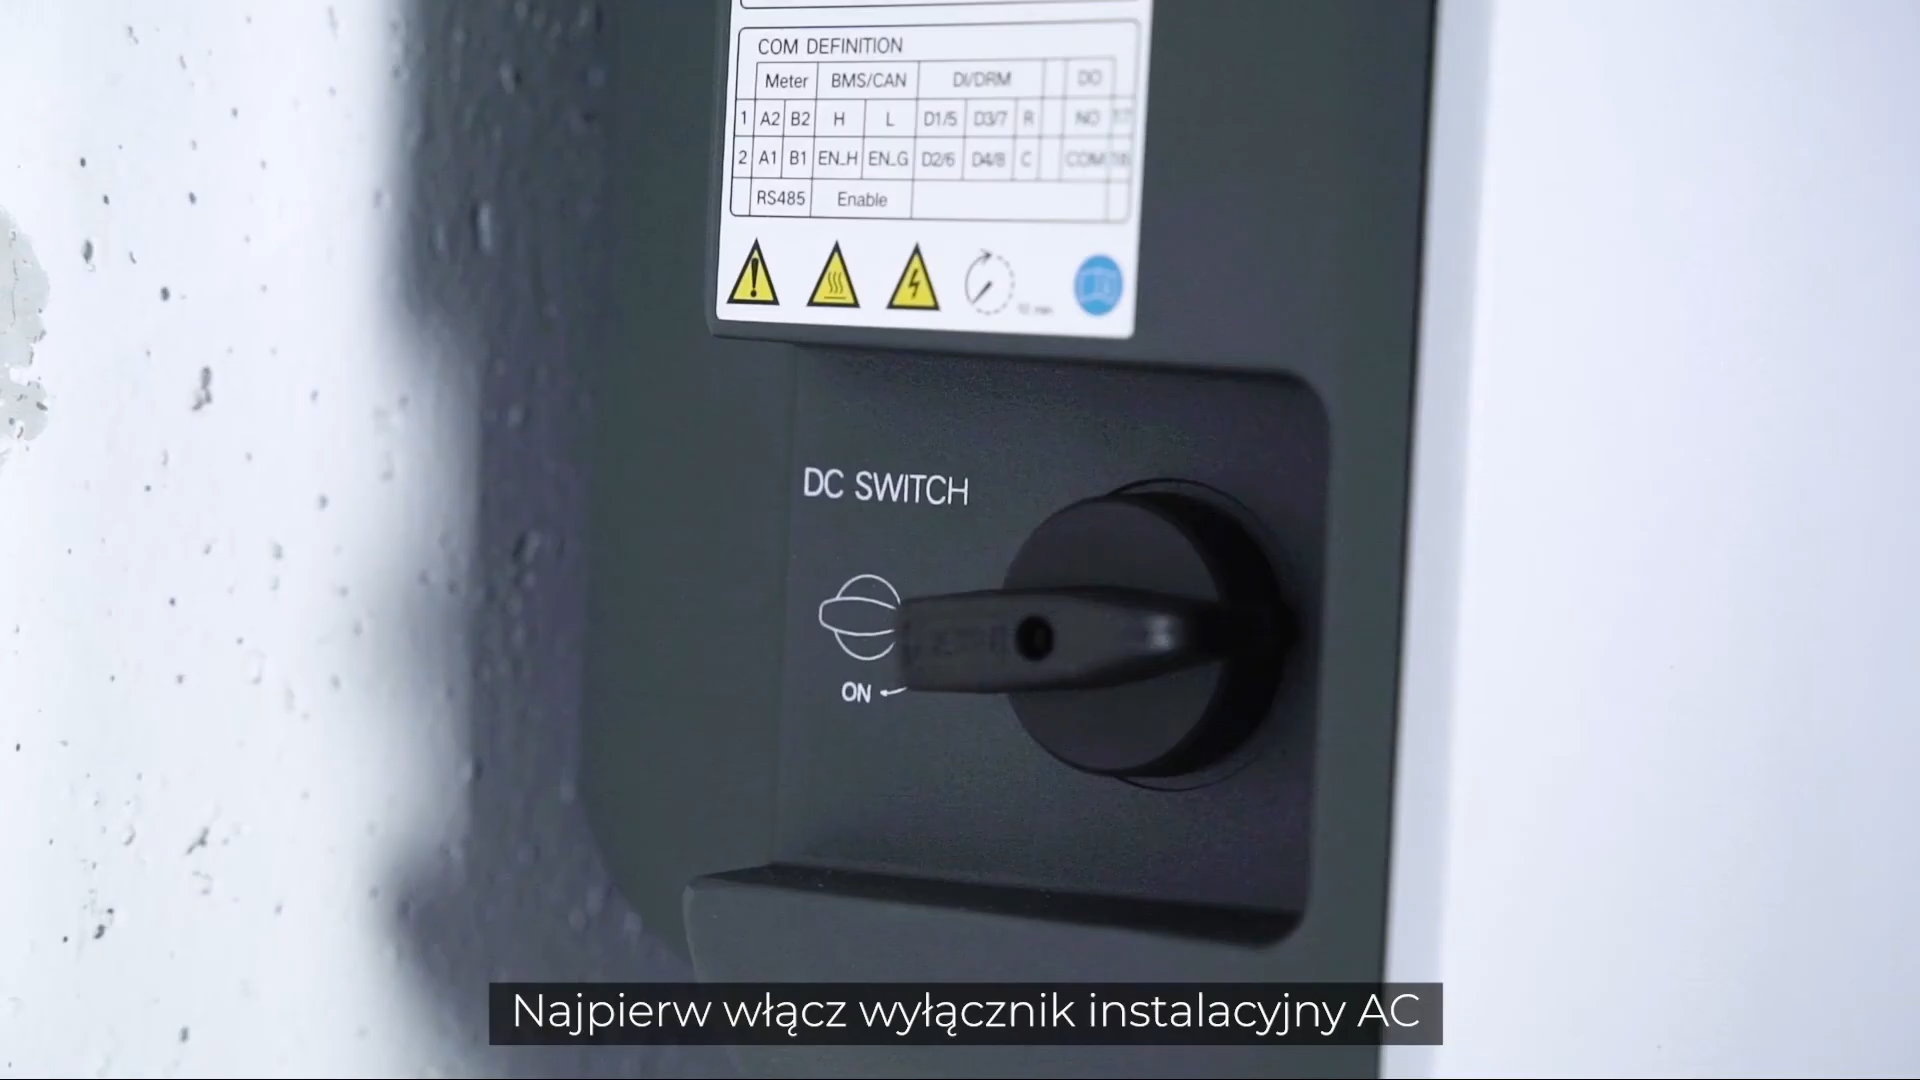 COM DEFINITION
Meter BMS/CAN DI/DRM DO
1 A2 B2 H L D1/5 D3/7 R NO
2 A1 B1 EN_H EN_G D2/6 D4/8 C COM
RS485 Enable
DC SWITCH
ON
Najpierw włącz wyłącznik instalacyjny AC